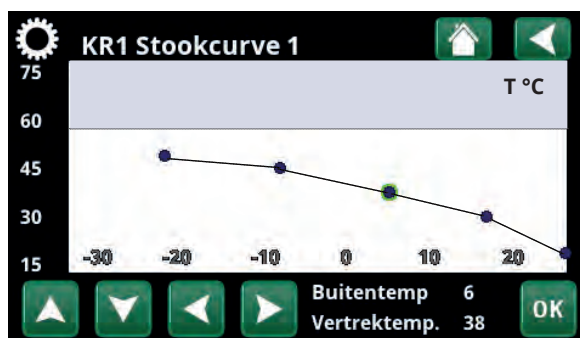 KR1 Stookcurve 1
T °C
75
60
45
30
15
-30 -20 -10 0 10 20
Buitentemp 6
Vertrektemp. 38
OK